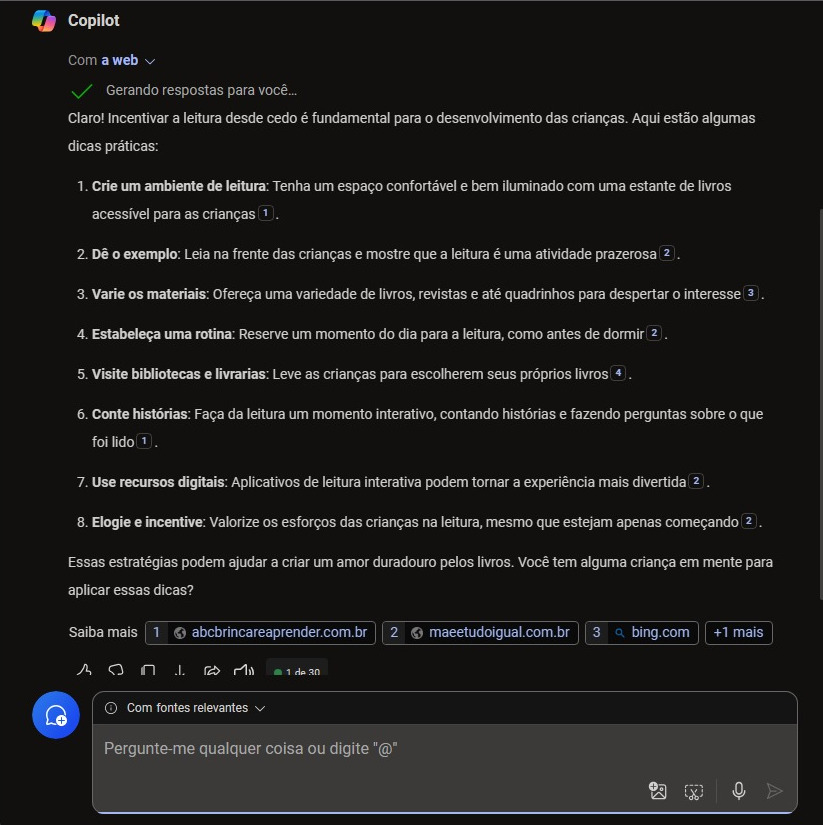 Copilot
Com a web
Gerando respostas para você...
Claro! Incentivar a leitura desde cedo é fundamental para o desenvolvimento das crianças. Aqui estão algumas
dicas práticas:
1. Crie um ambiente de leitura: Tenha um espaço confortável e bem iluminado com uma estante de livros
acessível para as crianças 1 .
2. Dê o exemplo: Leia na frente das crianças e mostre que a leitura é uma atividade prazerosa 2 .
3. Varie os materiais: Ofereça uma variedade de livros, revistas e até quadrinhos para despertar o interesse 3 .
4. Estabeleça uma rotina: Reserve um momento do dia para a leitura, como antes de dormir 2 .
5. Visite bibliotecas e livrarias: Leve as crianças para escolherem seus próprios livros 4 .
6. Conte histórias: Faça da leitura um momento interativo, contando histórias e fazendo perguntas sobre o que
foi lido 1 .
7. Use recursos digitais: Aplicativos de leitura interativa podem tornar a experiência mais divertida 2 .
8. Elogie e incentive: Valorize os esforços das crianças na leitura, mesmo que estejam apenas começando 2 .
Essas estratégias podem ajudar a criar um amor duradouro pelos livros. Você tem alguma criança em mente para
aplicar essas dicas?
Saiba mais 1 abcbrincareaprender.com.br 2 maeetudoigual.com.br 3 bing.com +1 mais
1 de 30
Com fontes relevantes
Pergunte-me qualquer coisa ou digite "@"